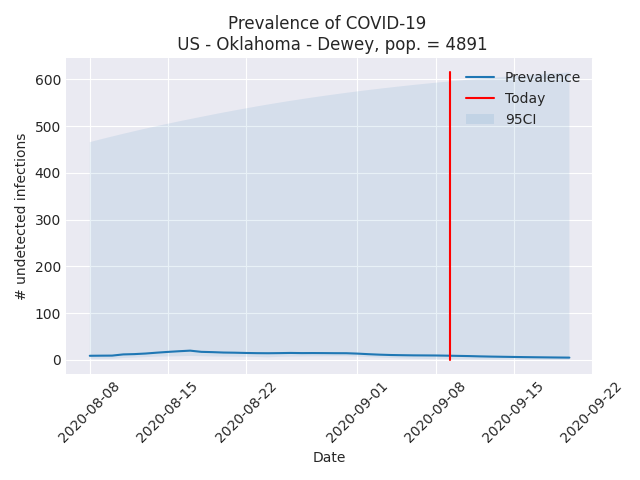 Prevalence of COVID-19
US - Oklahoma - Dewey, pop. = 4891
600
500
400
300
200
100
0
# undetected infections
Prevalence
Today
95CI
2020-08-08
2020-08-15
2020-08-22
2020-09-01
2020-09-08
2020-09-15
2020-09-22
Date